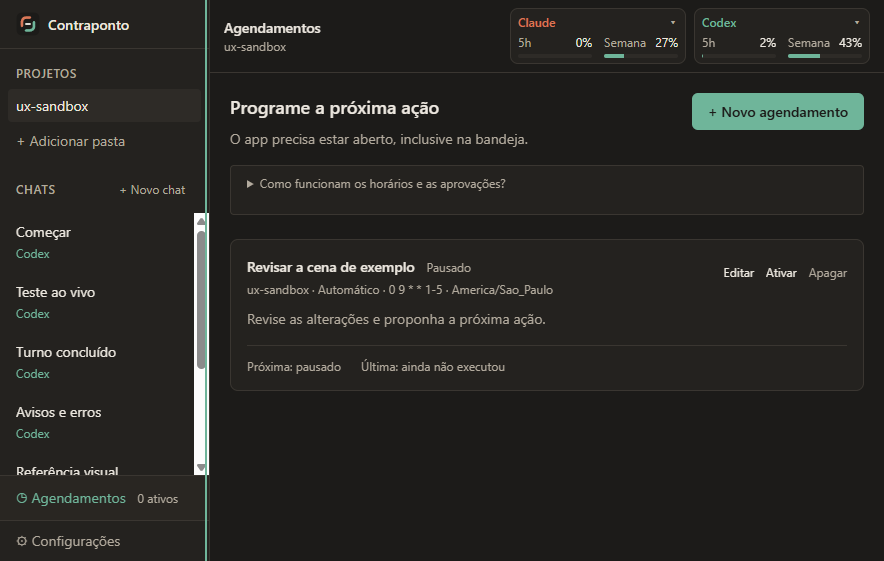 Contraponto
PROJETOS
ux-sandbox
+ Adicionar pasta
CHATS + Novo chat
Começar
Codex
Teste ao vivo
Codex
Turno concluído
Codex
Avisos e erros
Codex
Referência visual
Agendamentos 0 ativos
Configurações
Agendamentos
ux-sandbox
Claude
5h 0% Semana 27%
Codex
5h 2% Semana 43%
Programe a próxima ação
+ Novo agendamento
O app precisa estar aberto, inclusive na bandeja.
Como funcionam os horários e as aprovações?
Revisar a cena de exemplo Pausado
Editar Ativar Apagar
ux-sandbox · Automático · 0 9 * * 1-5 · America/Sao_Paulo
Revise as alterações e proponha a próxima ação.
Próxima: pausado Última: ainda não executou